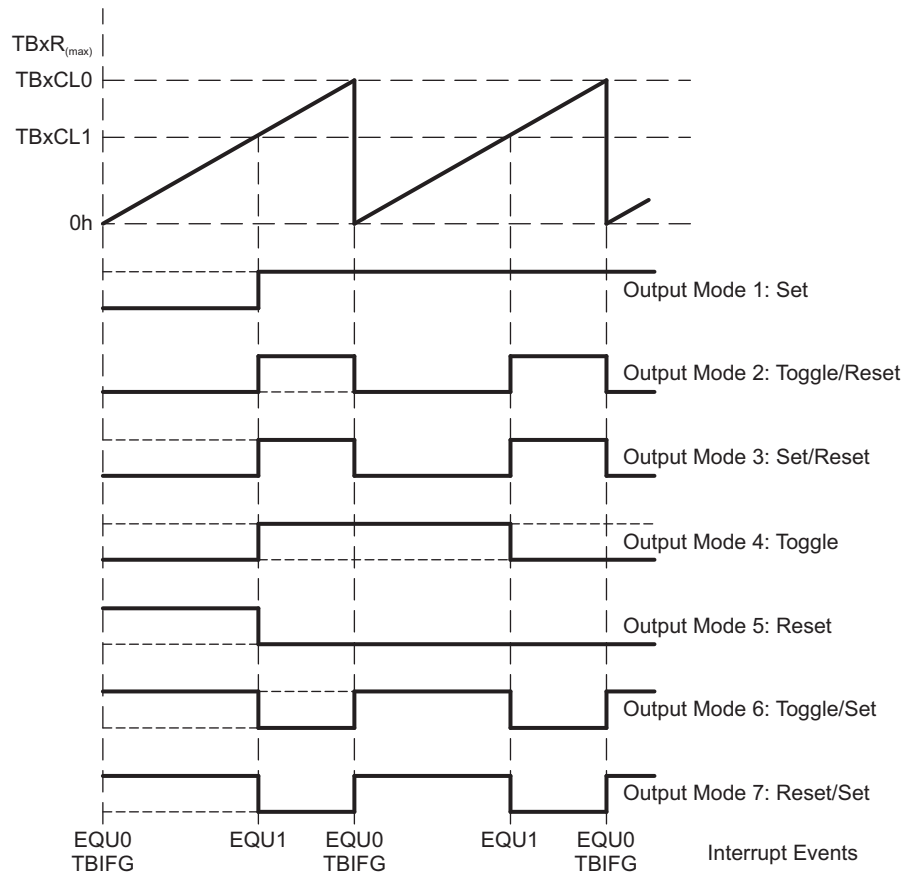 TBxR(max)
TBxCL0
TBxCL1
0h
Output Mode 1: Set
Output Mode 2: Toggle/Reset
Output Mode 3: Set/Reset
Output Mode 4: Toggle
Output Mode 5: Reset
Output Mode 6: Toggle/Set
Output Mode 7: Reset/Set
EQU0 EQU1 EQU0 EQU1 EQU0
TBIFG TBIFG TBIFG
Interrupt Events